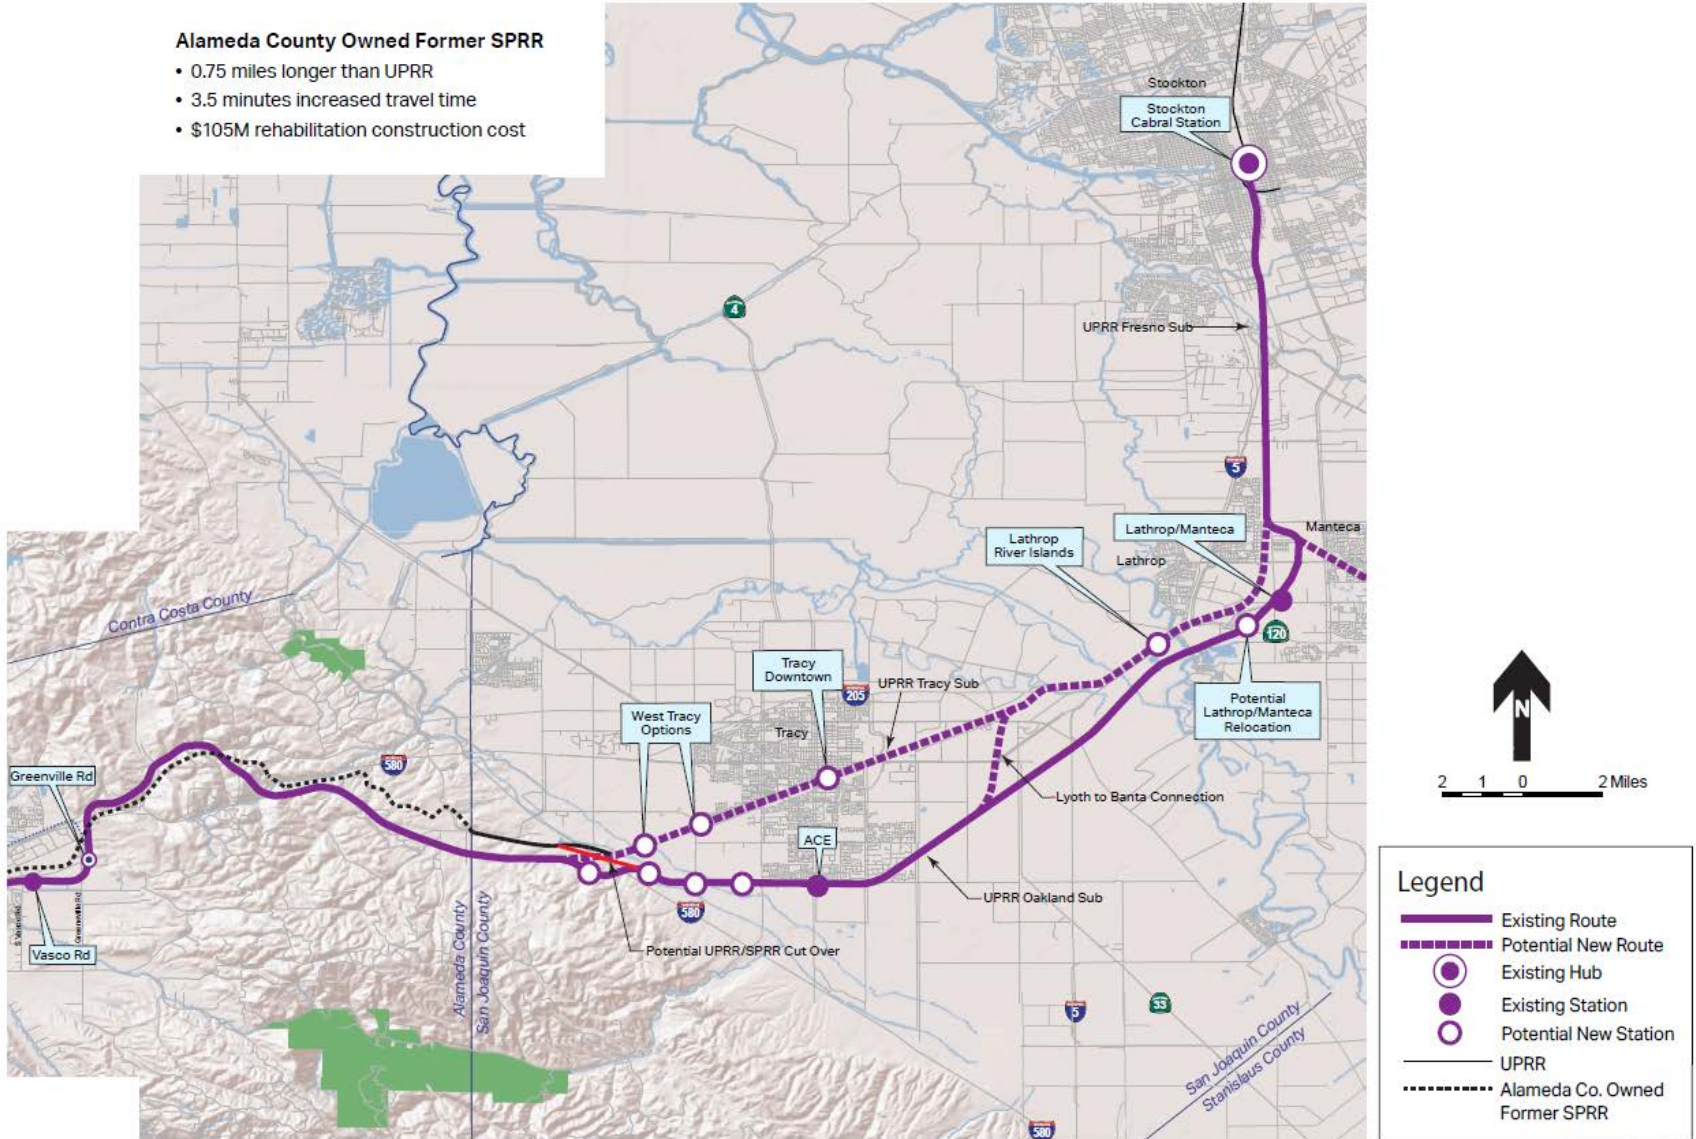 Alameda County Owned Former SPRR
• 0.75 miles longer than UPRR
• 3.5 minutes increased travel time
• $105M rehabilitation construction cost
Stockton
Stockton
Cabral Station
4
UPRR Fresno Sub
5
Lathrop/Manteca
Manteca
Lathrop
River Islands
Lathrop
Contra Costa County
120
Tracy
Downtown
205
UPRR Tracy Sub
Potential
Lathrop/Manteca
Relocation
West Tracy
Options
Tracy
N
580
Greenville Rd
2 1 0 2 Miles
Lyoth to Banta Connection
ACE
UPRR Oakland Sub
580
Vasco Rd
S Vasco Rd
Greenville Rd
Potential UPRR/SPRR Cut Over
Alameda County
San Joaquin County
5
33
San Joaquin County
Stanislaus County
580
Legend
Existing Route
Potential New Route
Existing Hub
Existing Station
Potential New Station
UPRR
Alameda Co. Owned
Former SPRR